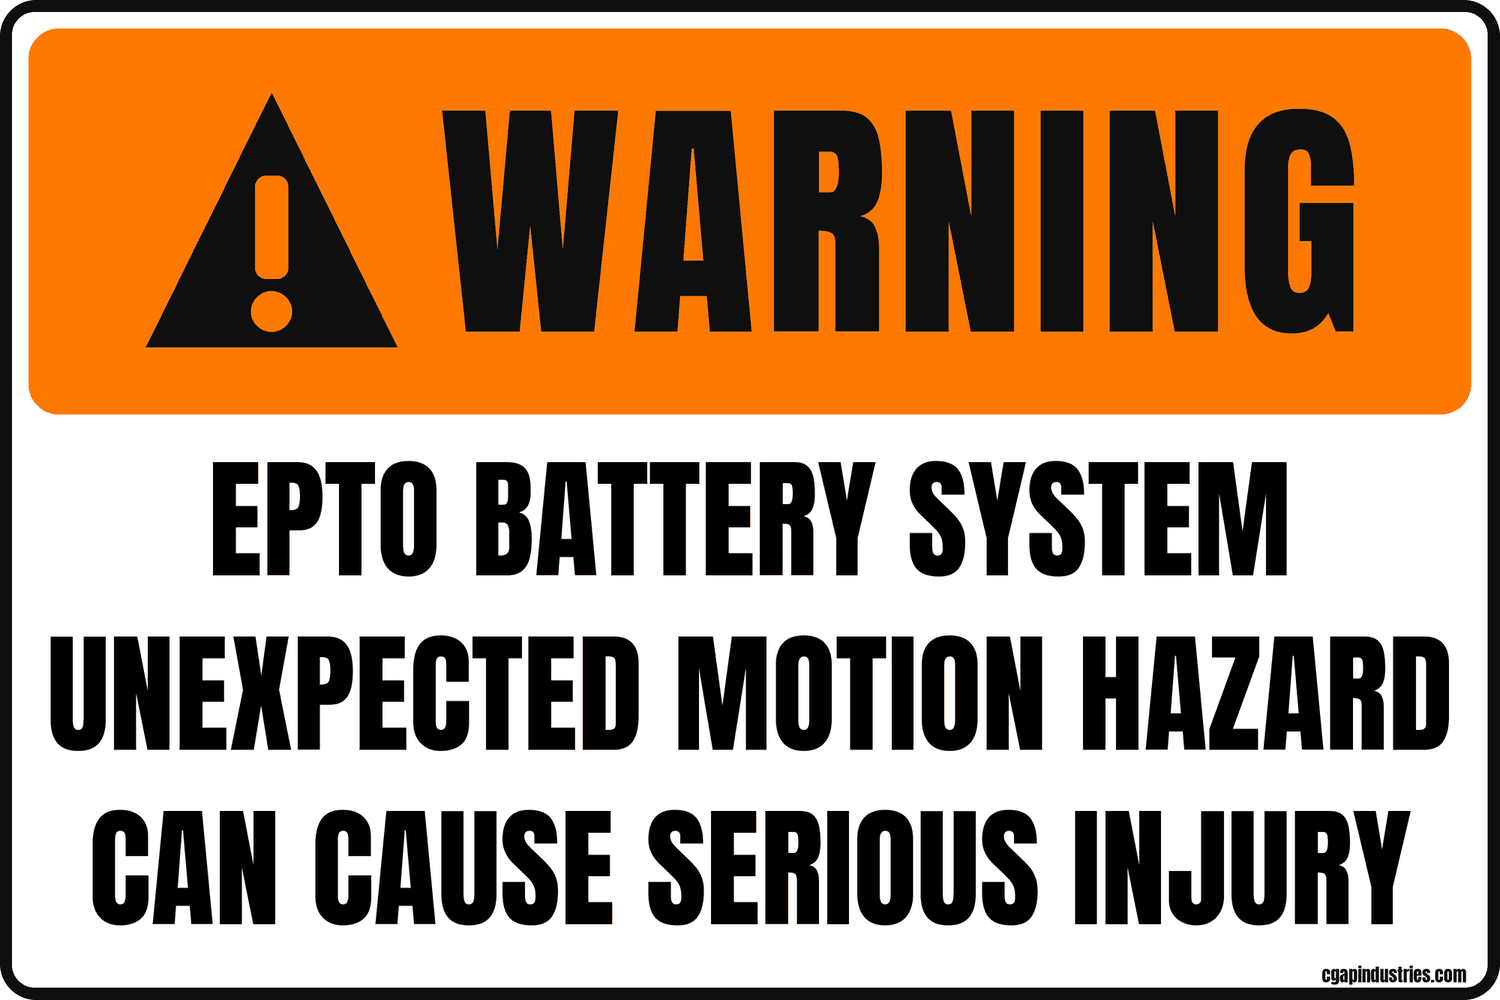 WARNING
EPTO BATTERY SYSTEM
UNEXPECTED MOTION HAZARD
CAN CAUSE SERIOUS INJURY
cgapindustries.com